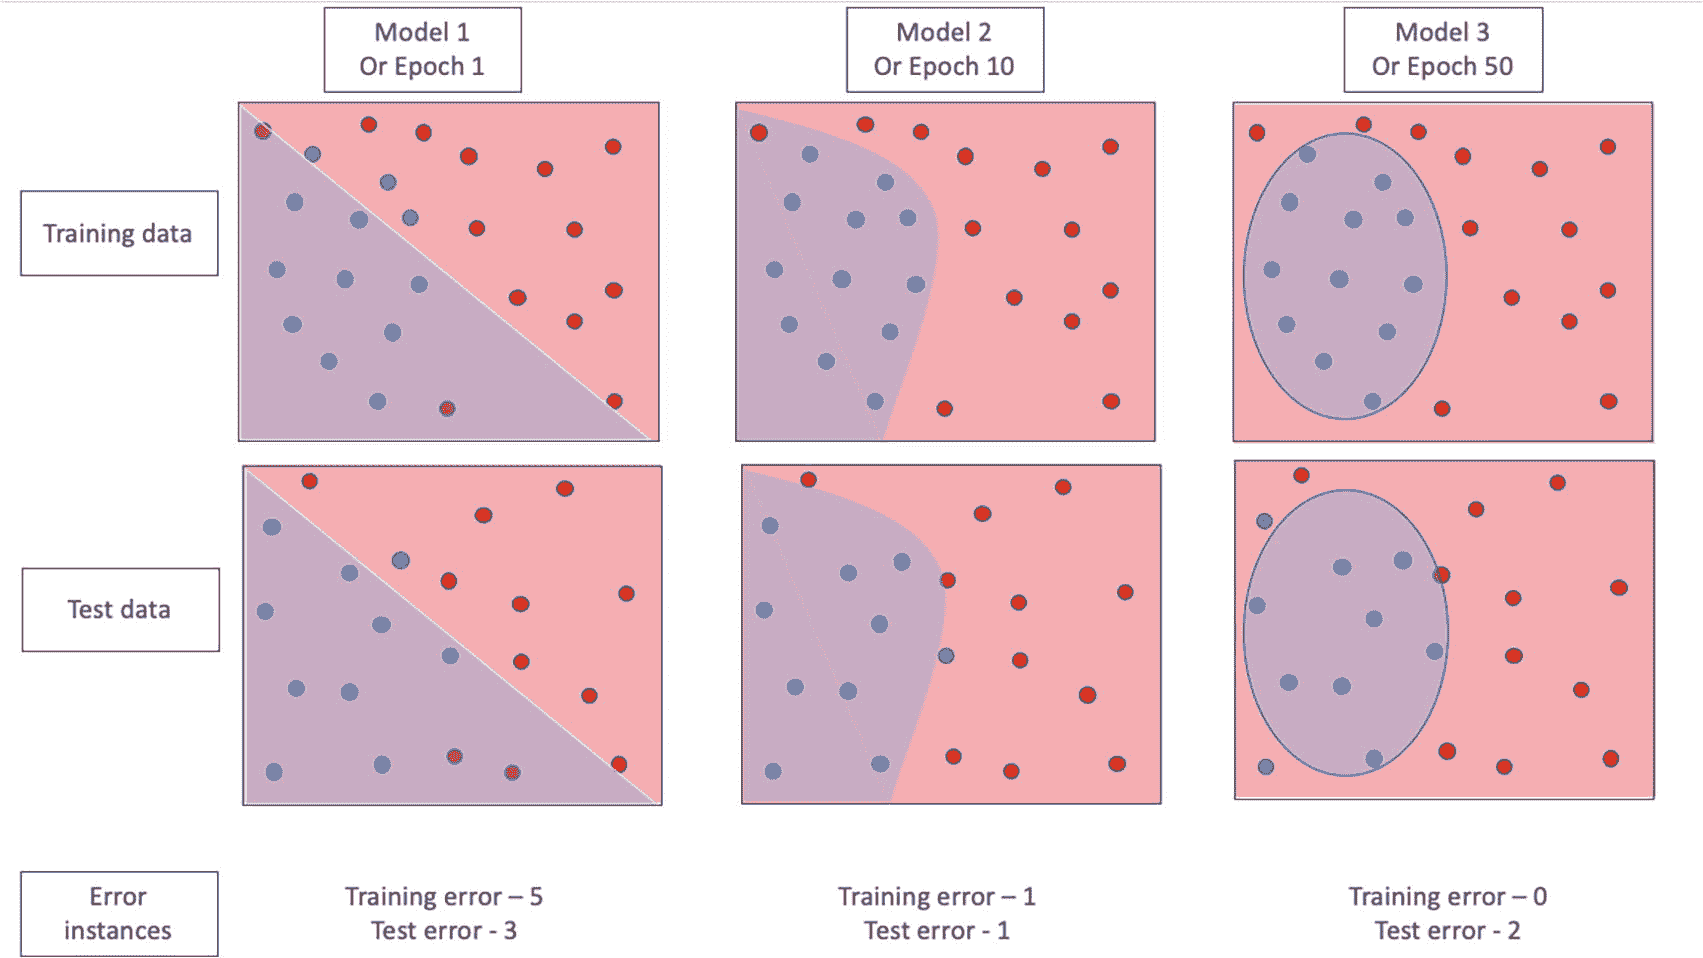 Model 1
Or Epoch 1
Model 2
Or Epoch 10
Model 3
Or Epoch 50
Training data
Test data
Error
instances
Training error – 5
Test error - 3
Training error – 1
Test error - 1
Training error – 0
Test error - 2